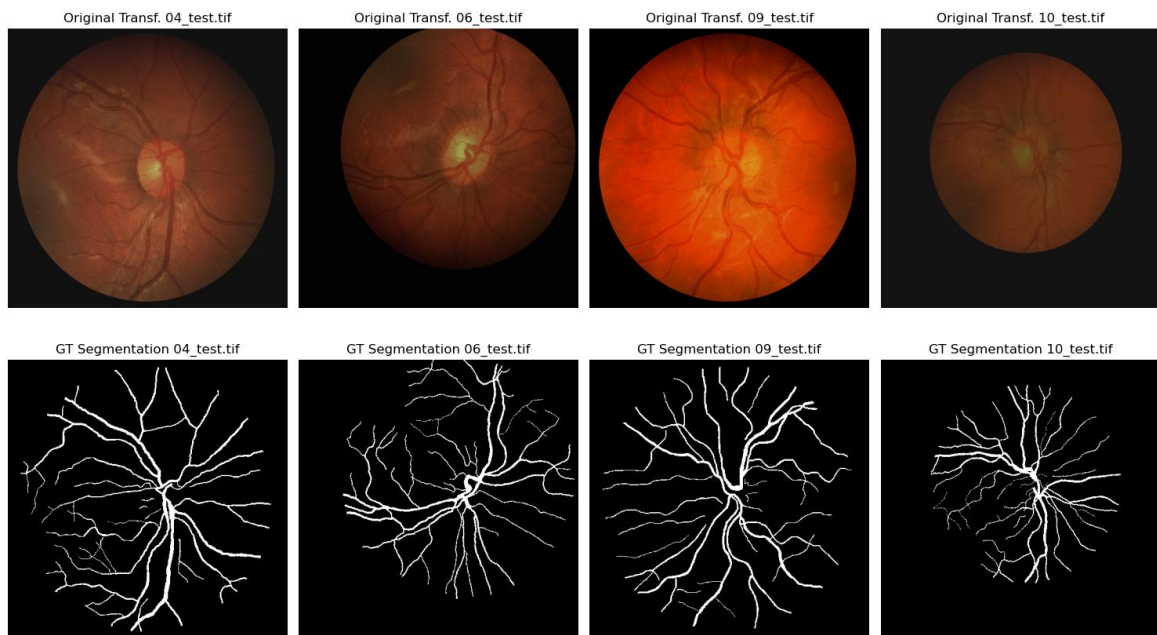 Original Transf. 04_test.tif
Original Transf. 06_test.tif
Original Transf. 09_test.tif
Original Transf. 10_test.tif
GT Segmentation 04_test.tif
GT Segmentation 06_test.tif
GT Segmentation 09_test.tif
GT Segmentation 10_test.tif